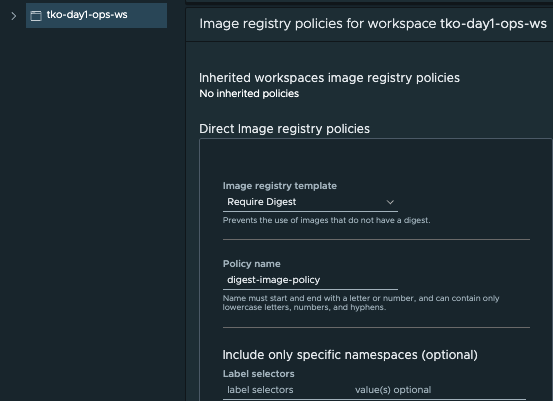 tko-day1-ops-ws
Image registry policies for workspace tko-day1-ops-ws
Inherited workspaces image registry policies
No inherited policies
Direct Image registry policies
Image registry template
Require Digest
Prevents the use of images that do not have a digest.
Policy name
digest-image-policy
Name must start and end with a letter or number, and can contain only
lowercase letters, numbers, and hyphens.
Include only specific namespaces (optional)
Label selectors
label selectors value(s) optional